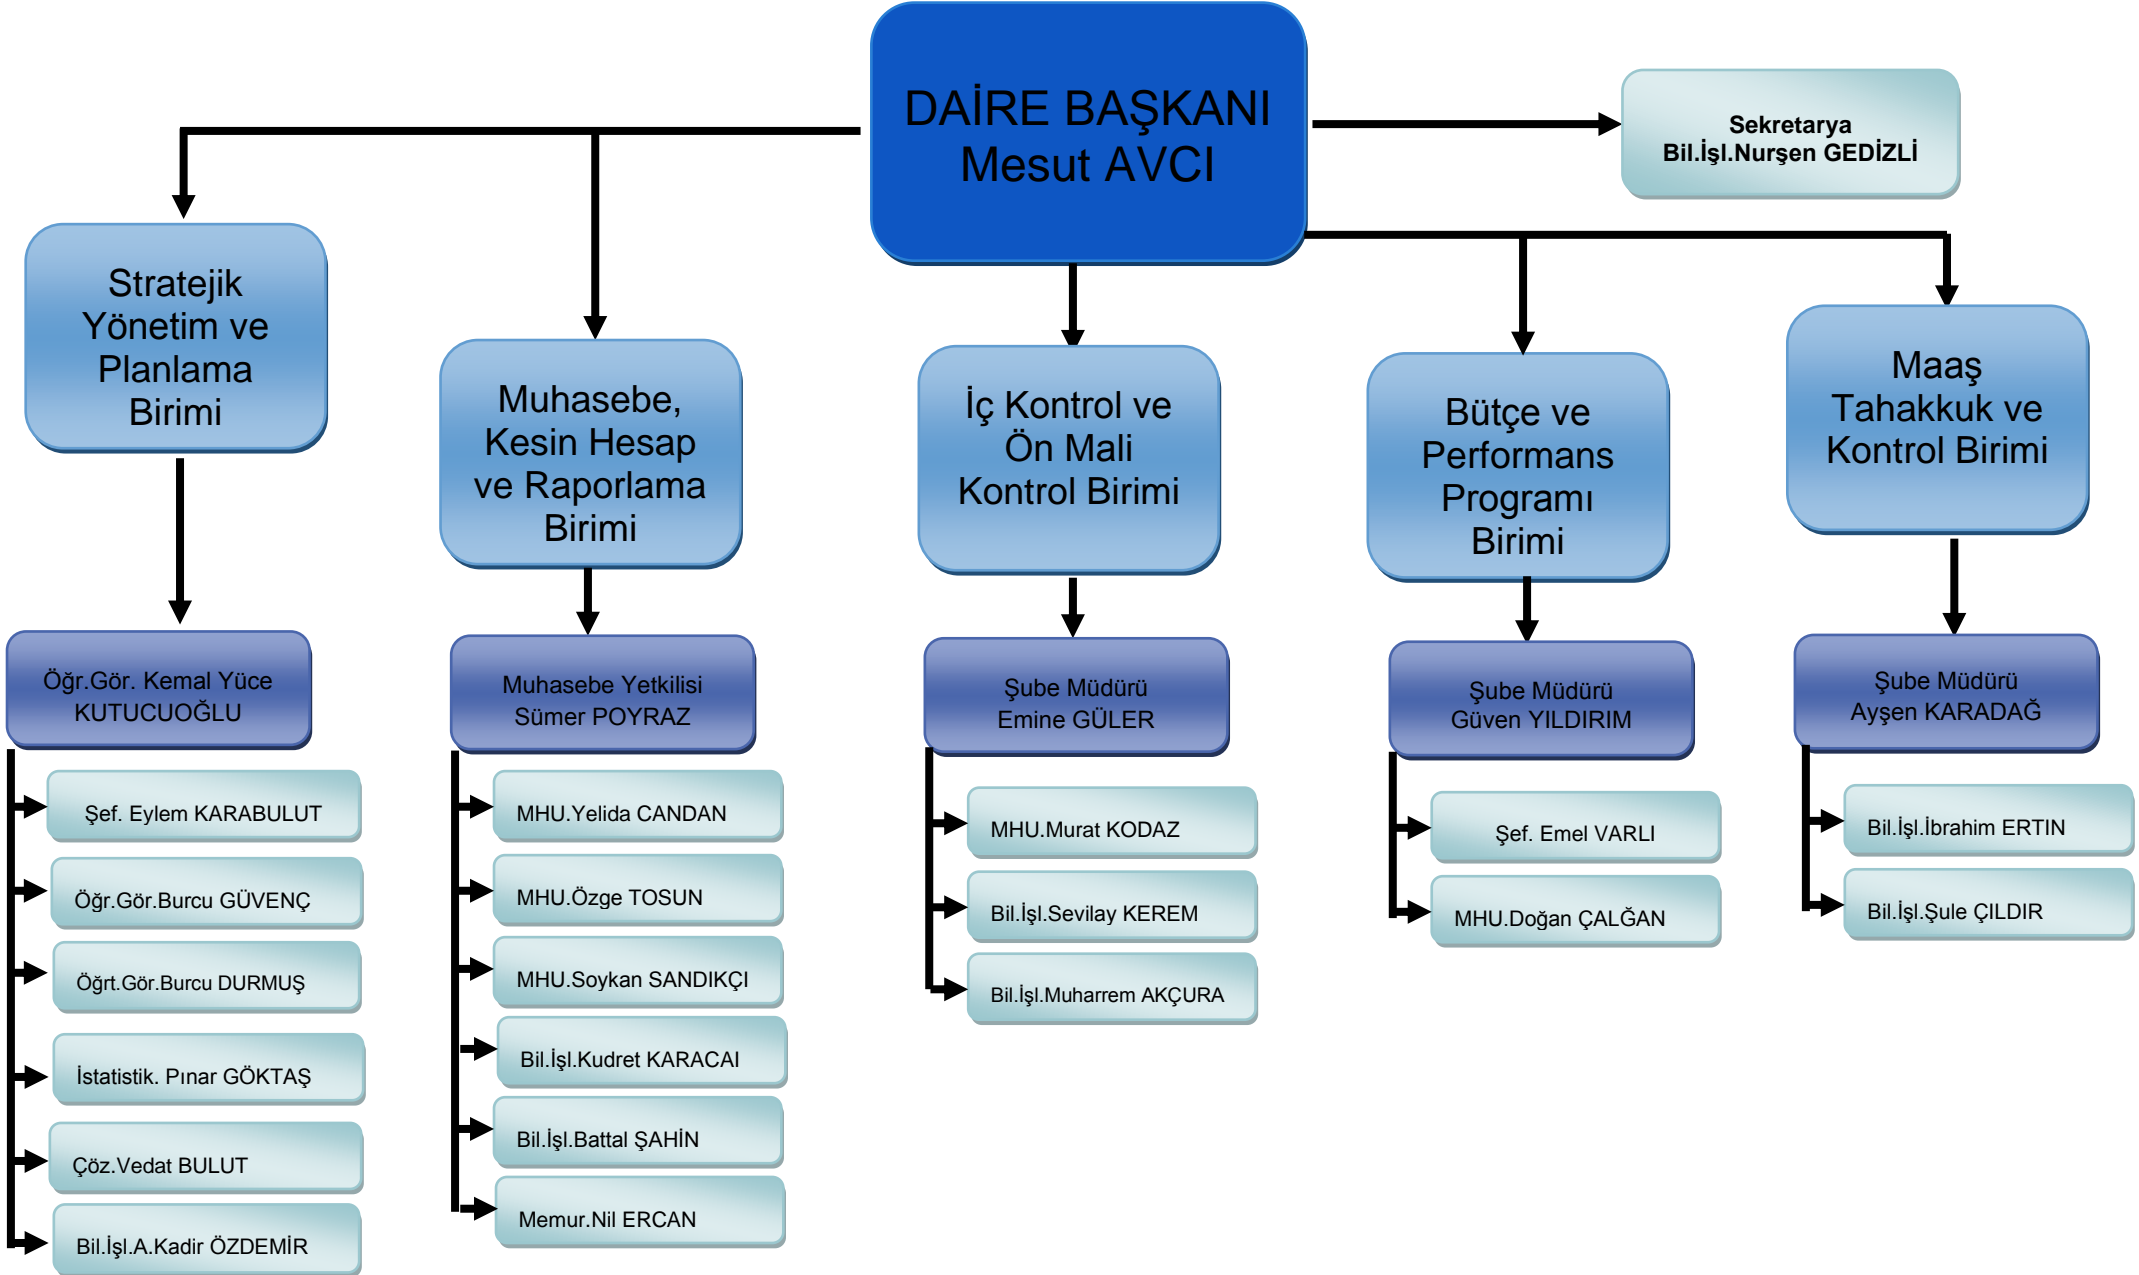 DAİRE BAŞKANI
Mesut AVCI
Sekretarya
Bil.İşl.Nurşen GEDİZLİ
Stratejik
Yönetim ve
Planlama
Birimi
Muhasebe,
Kesin Hesap
ve Raporlama
Birimi
İç Kontrol ve
Ön Mali
Kontrol Birimi
Bütçe ve
Performans
Programı
Birimi
Maaş
Tahakkuk ve
Kontrol Birimi
Öğr.Gör. Kemal Yüce
KUTUCUOĞLU
Şef. Eylem KARABULUT
Öğr.Gör.Burcu GÜVENÇ
Öğrt.Gör.Burcu DURMUŞ
İstatistik. Pınar GÖKTAŞ
Çöz.Vedat BULUT
Bil.İşl.A.Kadir ÖZDEMİR
Muhasebe Yetkilisi
Sümer POYRAZ
MHU.Yelida CANDAN
MHU.Özge TOSUN
MHU.Soykan SANDIKÇI
Bil.İşl.Kudret KARACAI
Bil.İşl.Battal ŞAHİN
Memur.Nil ERCAN
Şube Müdürü
Emine GÜLER
MHU.Murat KODAZ
Bil.İşl.Sevilay KEREM
Bil.İşl.Muharrem AKÇURA
Şube Müdürü
Güven YILDIRIM
Şef. Emel VARLI
MHU.Doğan ÇALĞAN
Şube Müdürü
Ayşen KARADAĞ
Bil.İşl.İbrahim ERTIN
Bil.İşl.Şule ÇILDIR